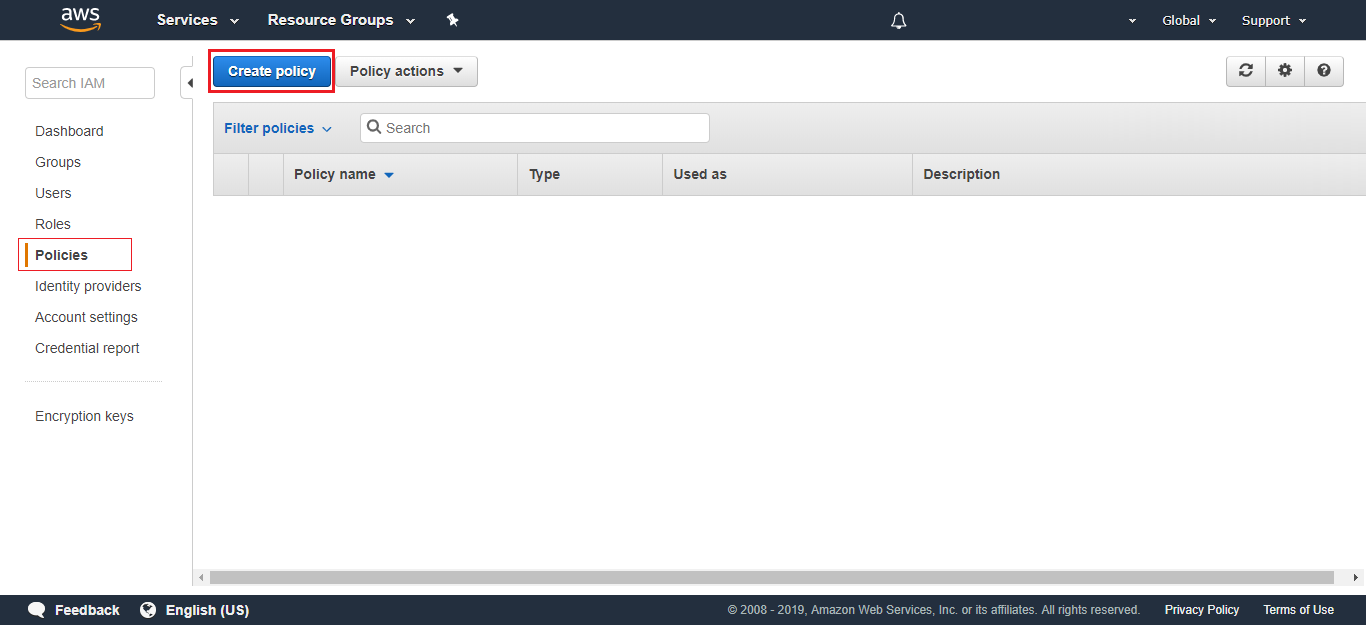 aws Services Resource Groups Global Support
Search IAM
Create policy Policy actions
Dashboard
Groups
Users
Roles
Policies
Identity providers
Account settings
Credential report
Encryption keys
Filter policies Search
Policy name Type Used as Description
Feedback English (US) © 2008 - 2019, Amazon Web Services, Inc. or its affiliates. All rights reserved. Privacy Policy Terms of Use